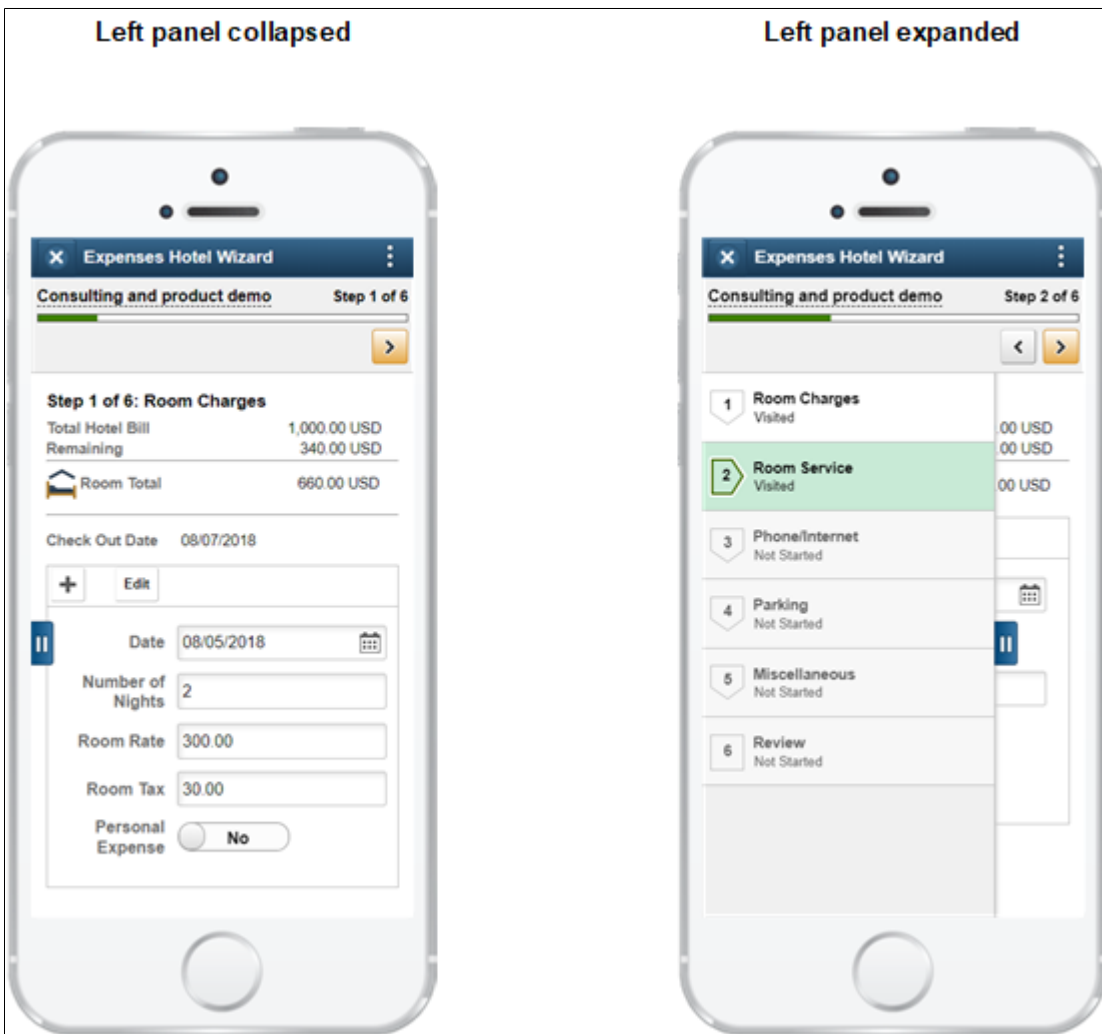 Left panel collapsed
Left panel expanded
Expenses Hotel Wizard
Consulting and product demo Step 1 of 6
Step 1 of 6: Room Charges
Total Hotel Bill 1,000.00 USD
Remaining 340.00 USD
Room Total 660.00 USD
Check Out Date 08/07/2018
Edit
Date 08/05/2018
Number of
Nights 2
Room Rate 300.00
Room Tax 30.00
Personal
Expense No
Expenses Hotel Wizard
Consulting and product demo Step 2 of 6
1 Room Charges
Visited
.00 USD
.00 USD
2 Room Service
Visited
00 USD
3 Phone/Internet
Not Started
4 Parking
Not Started
5 Miscellaneous
Not Started
6 Review
Not Started